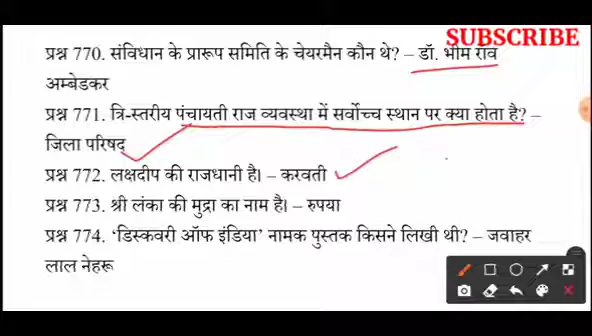 SUBSCRIBE
प्रश्न 770. संविधान के प्रारूप समिति के चेयरमैन कौन थे? – डॉ. भीम राव
अम्बेडकर
प्रश्न 771. त्रि-स्तरीय पंचायती राज व्यवस्था में सर्वोच्च स्थान पर क्या होता है? –
जिला परिषद
प्रश्न 772. लक्षदीप की राजधानी है। – करवती
प्रश्न 773. श्री लंका की मुद्रा का नाम है। – रुपया
प्रश्न 774. ‘डिस्कवरी ऑफ इंडिया’ नामक पुस्तक किसने लिखी थी? – जवाहर
लाल नेहरू